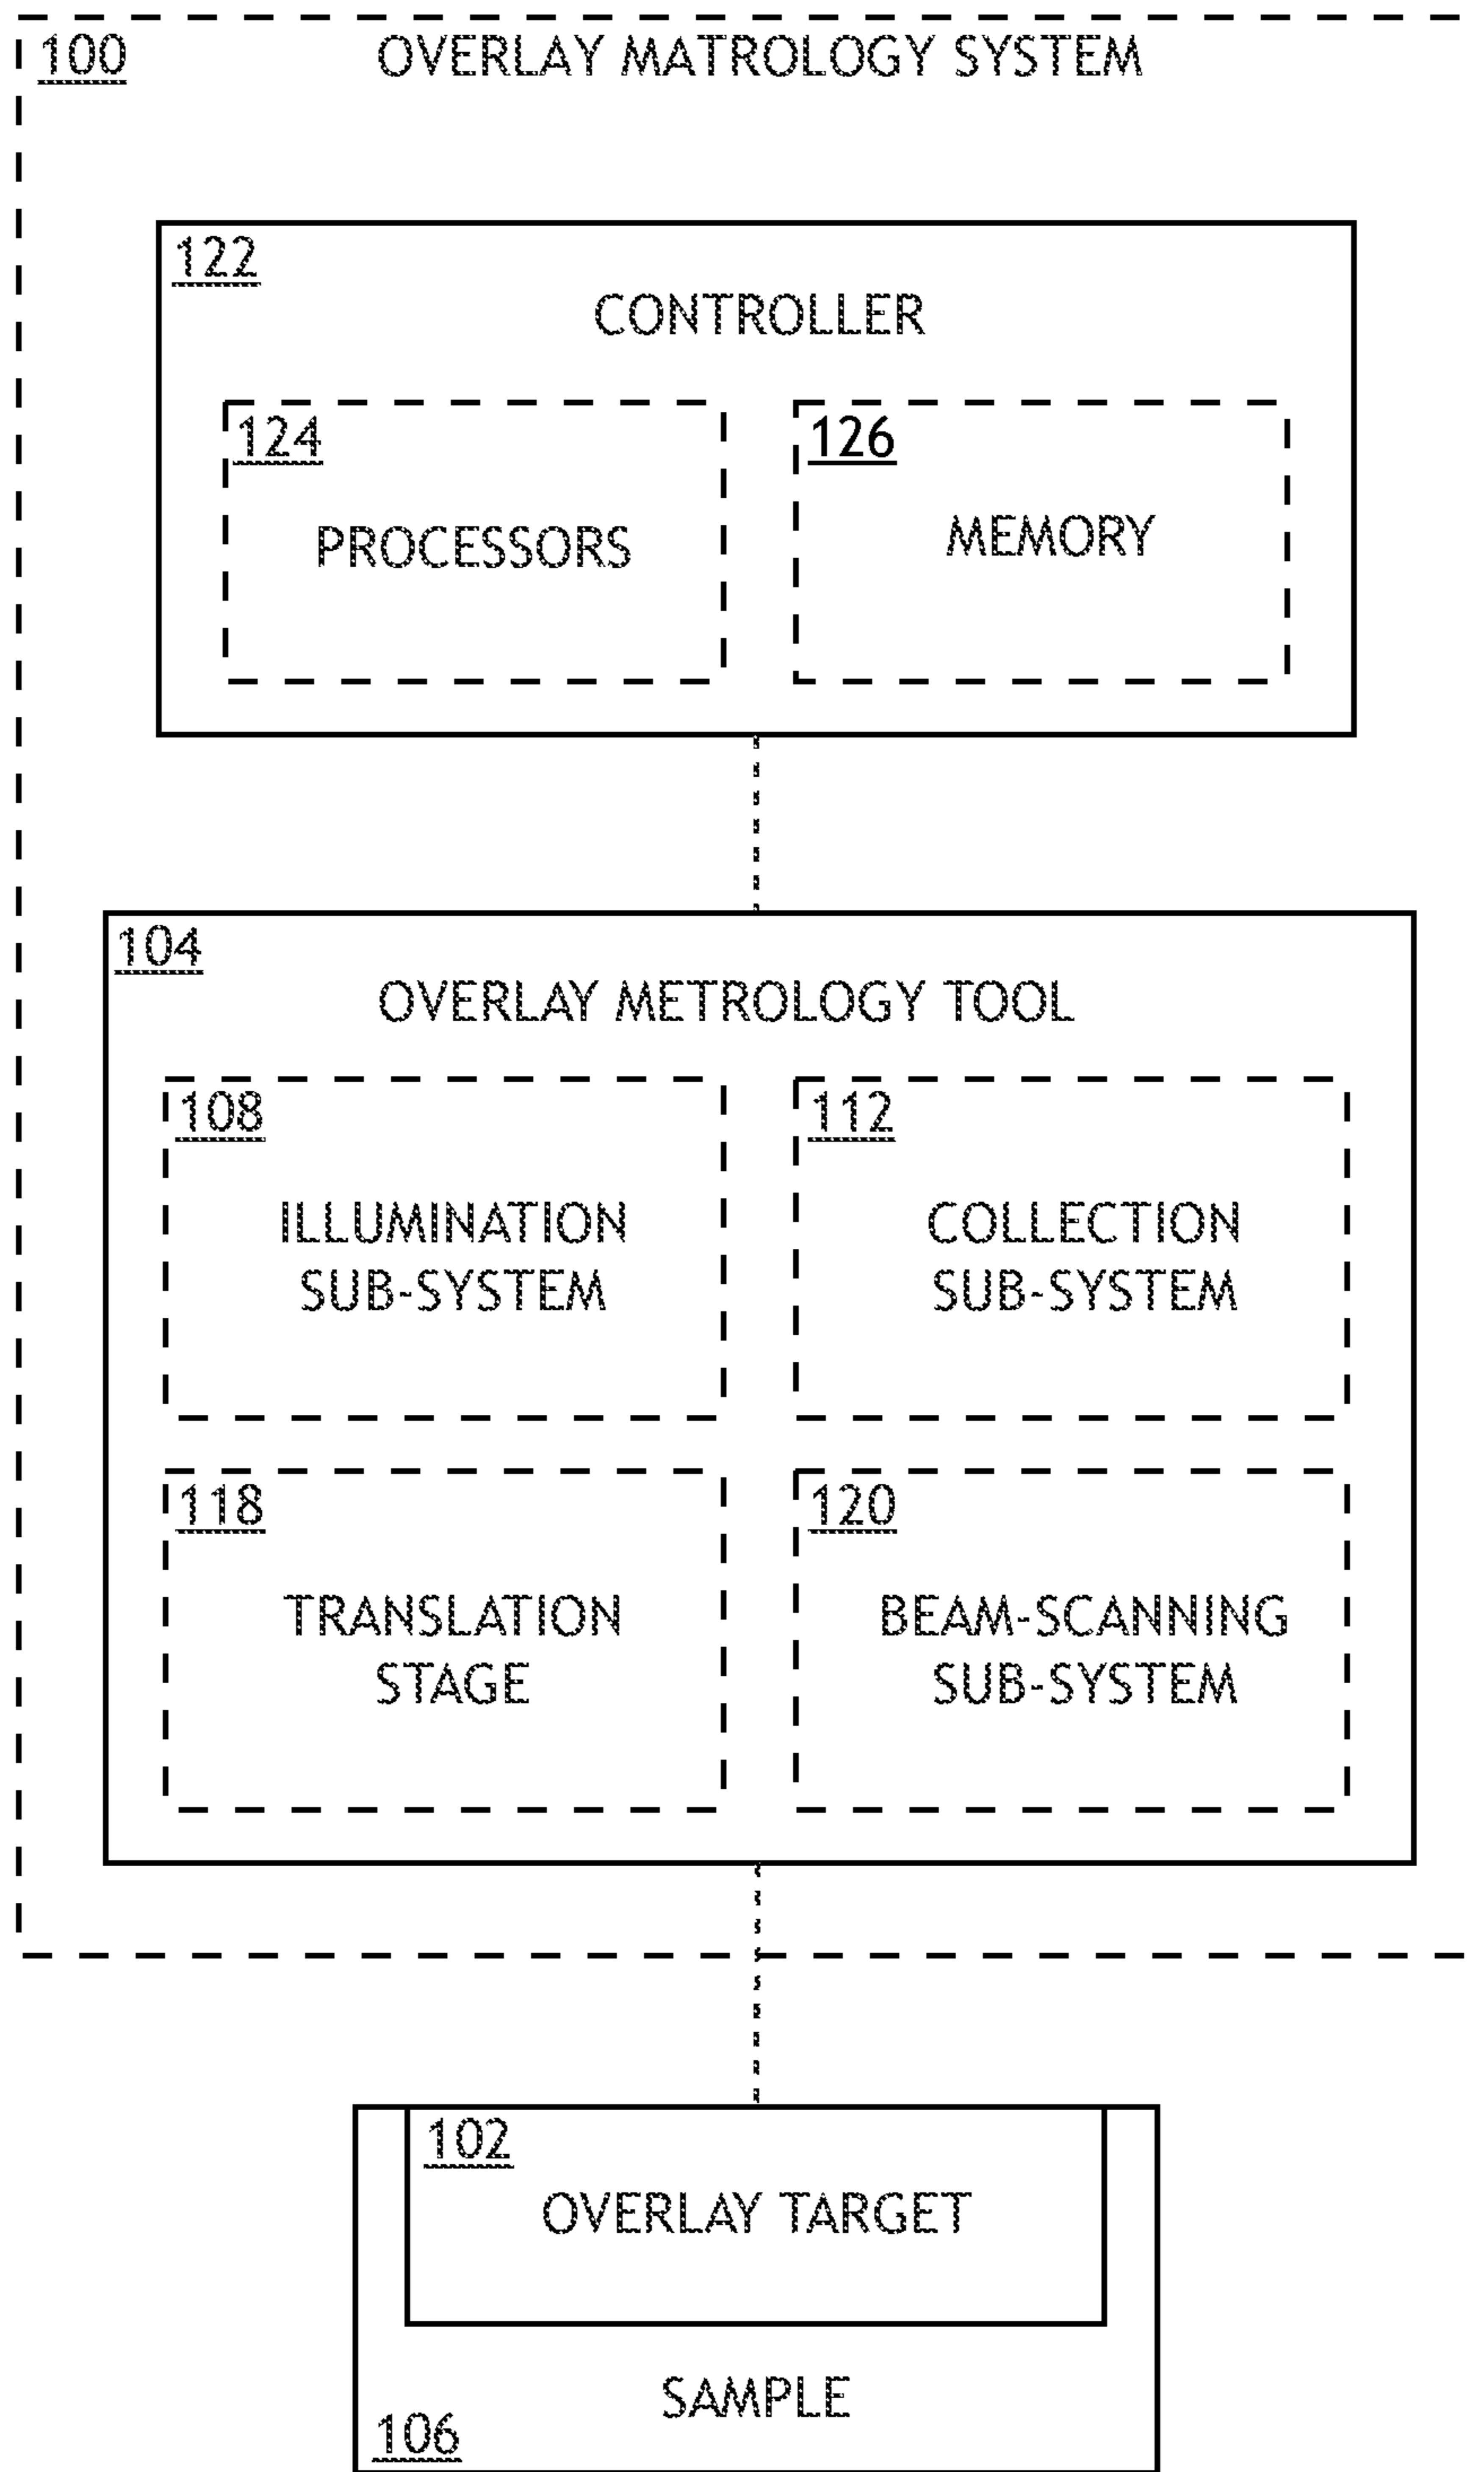 100 OVERLAY MATROLOGY SYSTEM
122
CONTROLLER
124
PROCESSORS
126
MEMORY
104
OVERLAY METROLOGY TOOL
108
ILLUMINATION
SUB-SYSTEM
112
COLLECTION
SUB-SYSTEM
118
TRANSLATION
STAGE
120
BEAM-SCANNING
SUB-SYSTEM
102
OVERLAY TARGET
SAMPLE
106